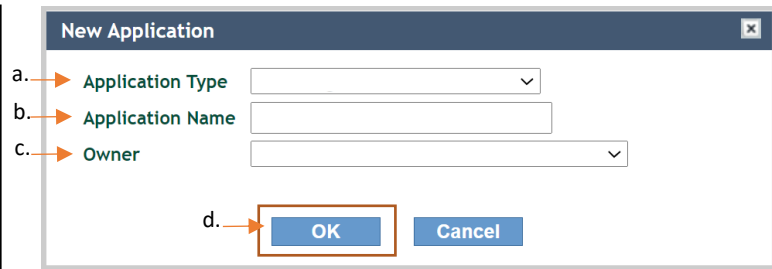 New Application
a. Application Type
b. Application Name
c. Owner
d. OK Cancel